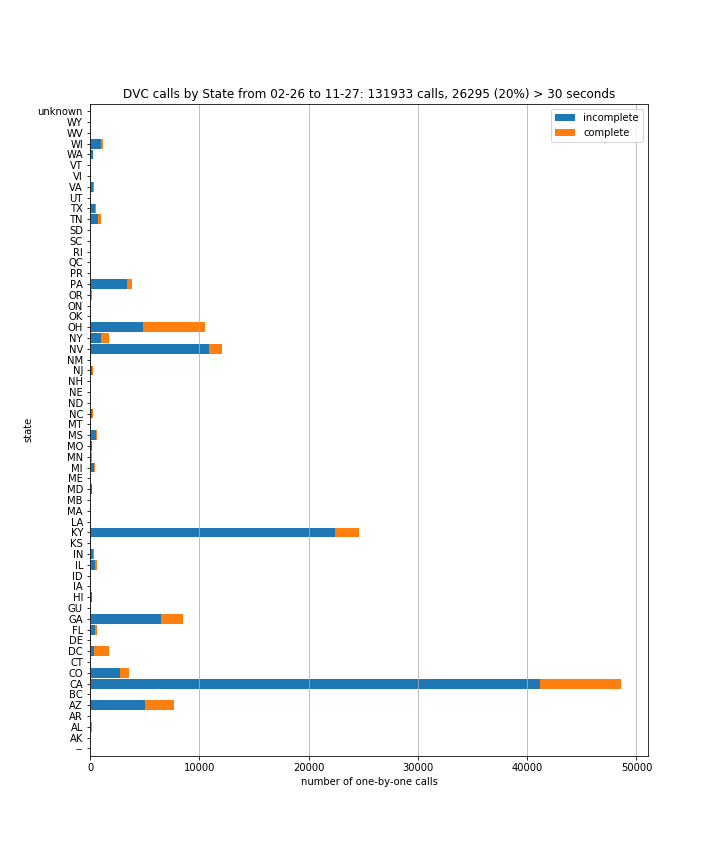 DVC calls by State from 02-26 to 11-27: 131933 calls, 26295 (20%) > 30 seconds
incomplete
complete
unknown
WY
WV
WI
WA
VT
VI
VA
UT
TX
TN
SD
SC
RI
QC
PR
PA
OR
ON
OK
OH
NY
NV
NM
NJ
NH
NE
ND
NC
MT
MS
MO
MN
MI
ME
MD
MB
MA
LA
KY
KS
IN
IL
ID
IA
HI
GU
GA
FL
DE
DC
CT
CO
CA
BC
AZ
AR
AL
AK
--
state
0 10000 20000 30000 40000 50000
number of one-by-one calls